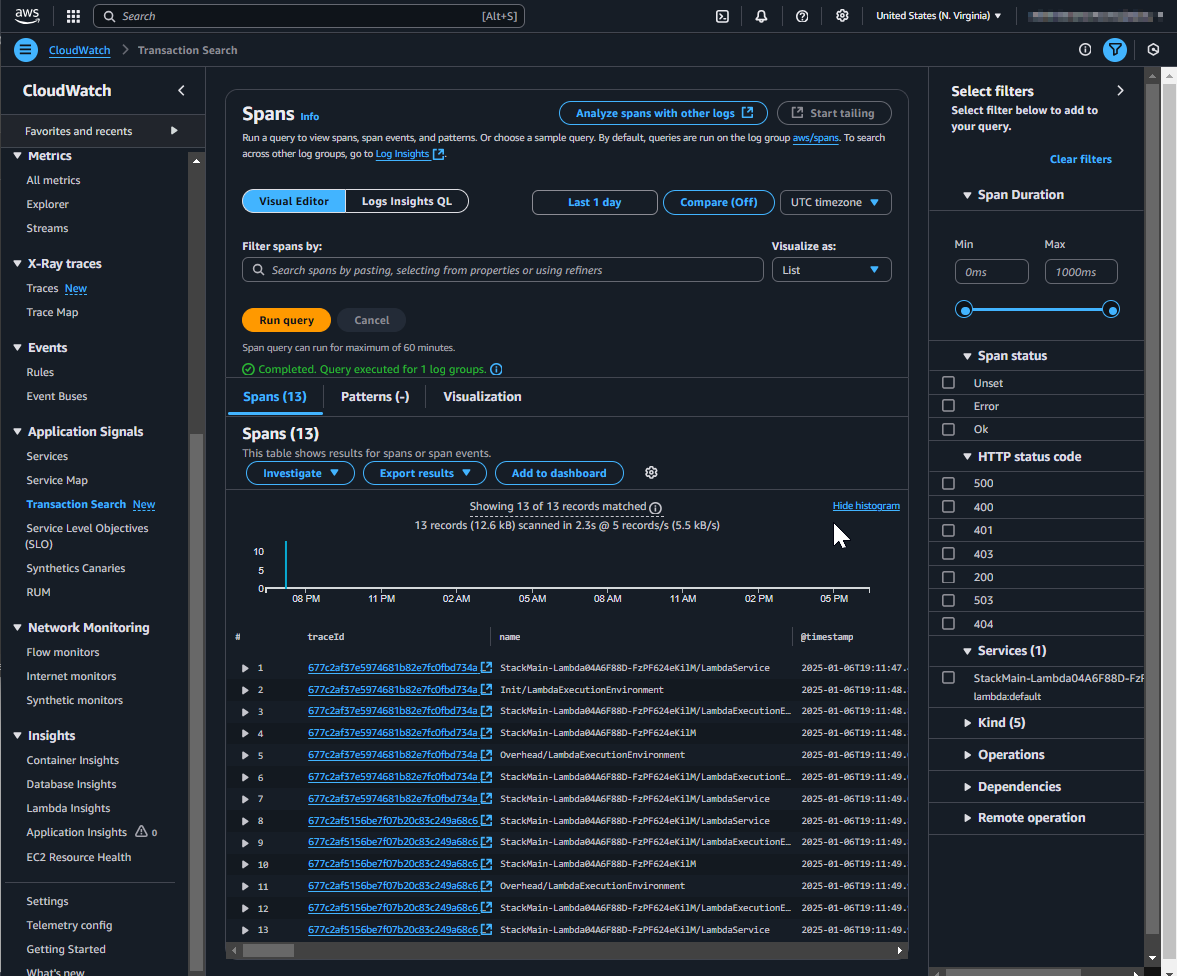 aws
Search
[Alt+S]
United States (N. Virginia)
CloudWatch
Transaction Search
CloudWatch
Favorites and recents
Metrics
All metrics
Explorer
Streams
X-Ray traces
Traces New
Trace Map
Events
Rules
Event Buses
Application Signals
Services
Service Map
Transaction Search New
Service Level Objectives
(SLO)
Synthetics Canaries
RUM
Network Monitoring
Flow monitors
Internet monitors
Synthetic monitors
Insights
Container Insights
Database Insights
Lambda Insights
Application Insights 0
EC2 Resource Health
Settings
Telemetry config
Getting Started
What's new
Spans Info
Analyze spans with other logs
Start tailing
Run a query to view spans, span events, and patterns. Or choose a sample query. By default, queries are run on the log group aws/spans. To search
across other log groups, go to Log Insights.
Visual Editor
Logs Insights QL
Last 1 day
Compare (Off)
UTC timezone
Filter spans by:
Visualize as:
Search spans by pasting, selecting from properties or using refiners
List
Run query
Cancel
Span query can run for maximum of 60 minutes.
Completed. Query executed for 1 log groups.
Spans (13)
Patterns (-)
Visualization
Spans (13)
This table shows results for spans or span events.
Investigate
Export results
Add to dashboard
Showing 13 of 13 records matched
Hide histogram
13 records (12.6 kB) scanned in 2.3s @ 5 records/s (5.5 kB/s)
10
5
0
08 PM 11 PM 02 AM 05 AM 08 AM 11 AM 02 PM 05 PM
# traceId name @timestamp
1 677c2af37e5974681b82e7fc0fbd734a StackMain-Lambda04A6F88D-FzPF624eKilM/LambdaService 2025-01-06T19:11:47.
2 677c2af37e5974681b82e7fc0fbd734a Init/LambdaExecutionEnvironment 2025-01-06T19:11:48.
3 677c2af37e5974681b82e7fc0fbd734a StackMain-Lambda04A6F88D-FzPF624eKilM/LambdaExecutionE… 2025-01-06T19:11:48.
4 677c2af37e5974681b82e7fc0fbd734a StackMain-Lambda04A6F88D-FzPF624eKilM 2025-01-06T19:11:48.
5 677c2af37e5974681b82e7fc0fbd734a Overhead/LambdaExecutionEnvironment 2025-01-06T19:11:49.
6 677c2af37e5974681b82e7fc0fbd734a StackMain-Lambda04A6F88D-FzPF624eKilM/LambdaExecutionE… 2025-01-06T19:11:49.
7 677c2af37e5974681b82e7fc0fbd734a StackMain-Lambda04A6F88D-FzPF624eKilM/LambdaService 2025-01-06T19:11:49.
8 677c2af5156be7f07b20c83c249a68c6 StackMain-Lambda04A6F88D-FzPF624eKilM/LambdaService 2025-01-06T19:11:49.
9 677c2af5156be7f07b20c83c249a68c6 StackMain-Lambda04A6F88D-FzPF624eKilM/LambdaExecutionE… 2025-01-06T19:11:49.
10 677c2af5156be7f07b20c83c249a68c6 StackMain-Lambda04A6F88D-FzPF624eKilM 2025-01-06T19:11:49.
11 677c2af5156be7f07b20c83c249a68c6 Overhead/LambdaExecutionEnvironment 2025-01-06T19:11:49.
12 677c2af5156be7f07b20c83c249a68c6 StackMain-Lambda04A6F88D-FzPF624eKilM/LambdaExecutionE… 2025-01-06T19:11:49.
13 677c2af5156be7f07b20c83c249a68c6 StackMain-Lambda04A6F88D-FzPF624eKilM/LambdaService 2025-01-06T19:11:49.
Select filters
Select filter below to add to
your query.
Clear filters
Span Duration
Min Max
0ms 1000ms
Span status
Unset
Error
Ok
HTTP status code
500
400
401
403
200
503
404
Services (1)
StackMain-Lambda04A6F88D-FzPF
lambda:default
Kind (5)
Operations
Dependencies
Remote operation